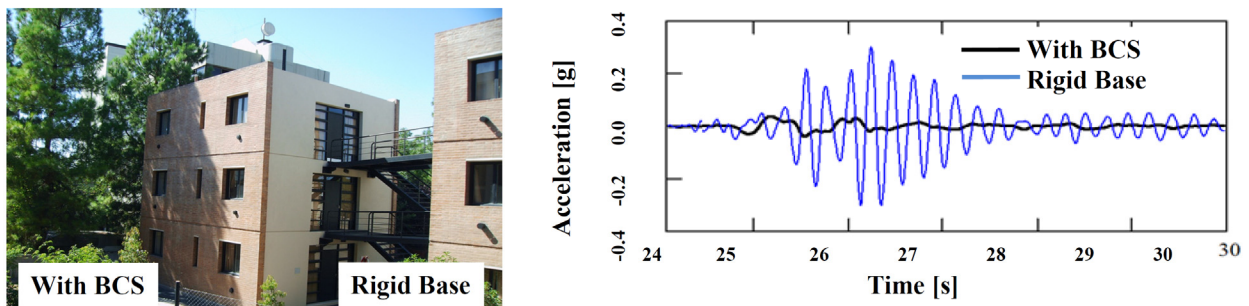 With BCS
Rigid Base
0.4
0.2
0.0
-0.2
-0.4
Acceleration [g]
With BCS
Rigid Base
24 25 26 27 28 29 30 30
Time [s]